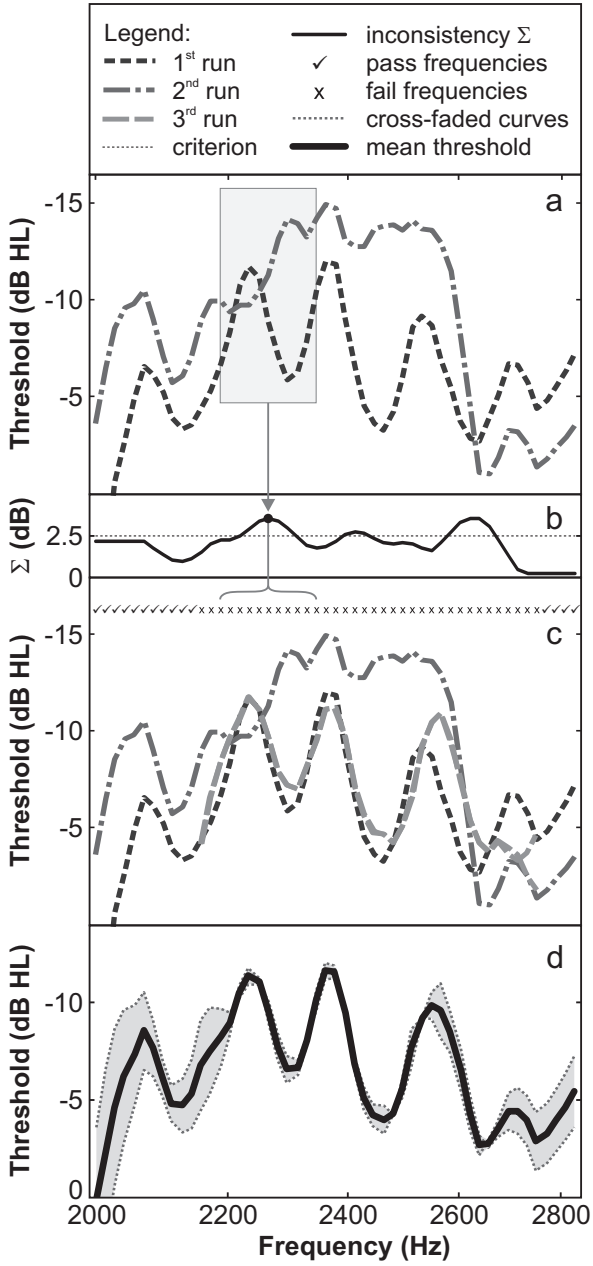 Legend:
1st run
2nd run
3rd run
criterion
inconsistency Σ
✓ pass frequencies
x fail frequencies
cross-faded curves
mean threshold
a
Threshold (dB HL)
-15
-10
-5
b
Σ (dB)
2.5
0
✓✓✓✓✓✓✓✓✓xxxxxxxxxxxxxxxxxxxxxxxxxxxx✓✓✓✓
c
Threshold (dB HL)
-15
-10
-5
d
Threshold (dB HL)
-10
-5
0
2000 2200 2400 2600 2800
Frequency (Hz)